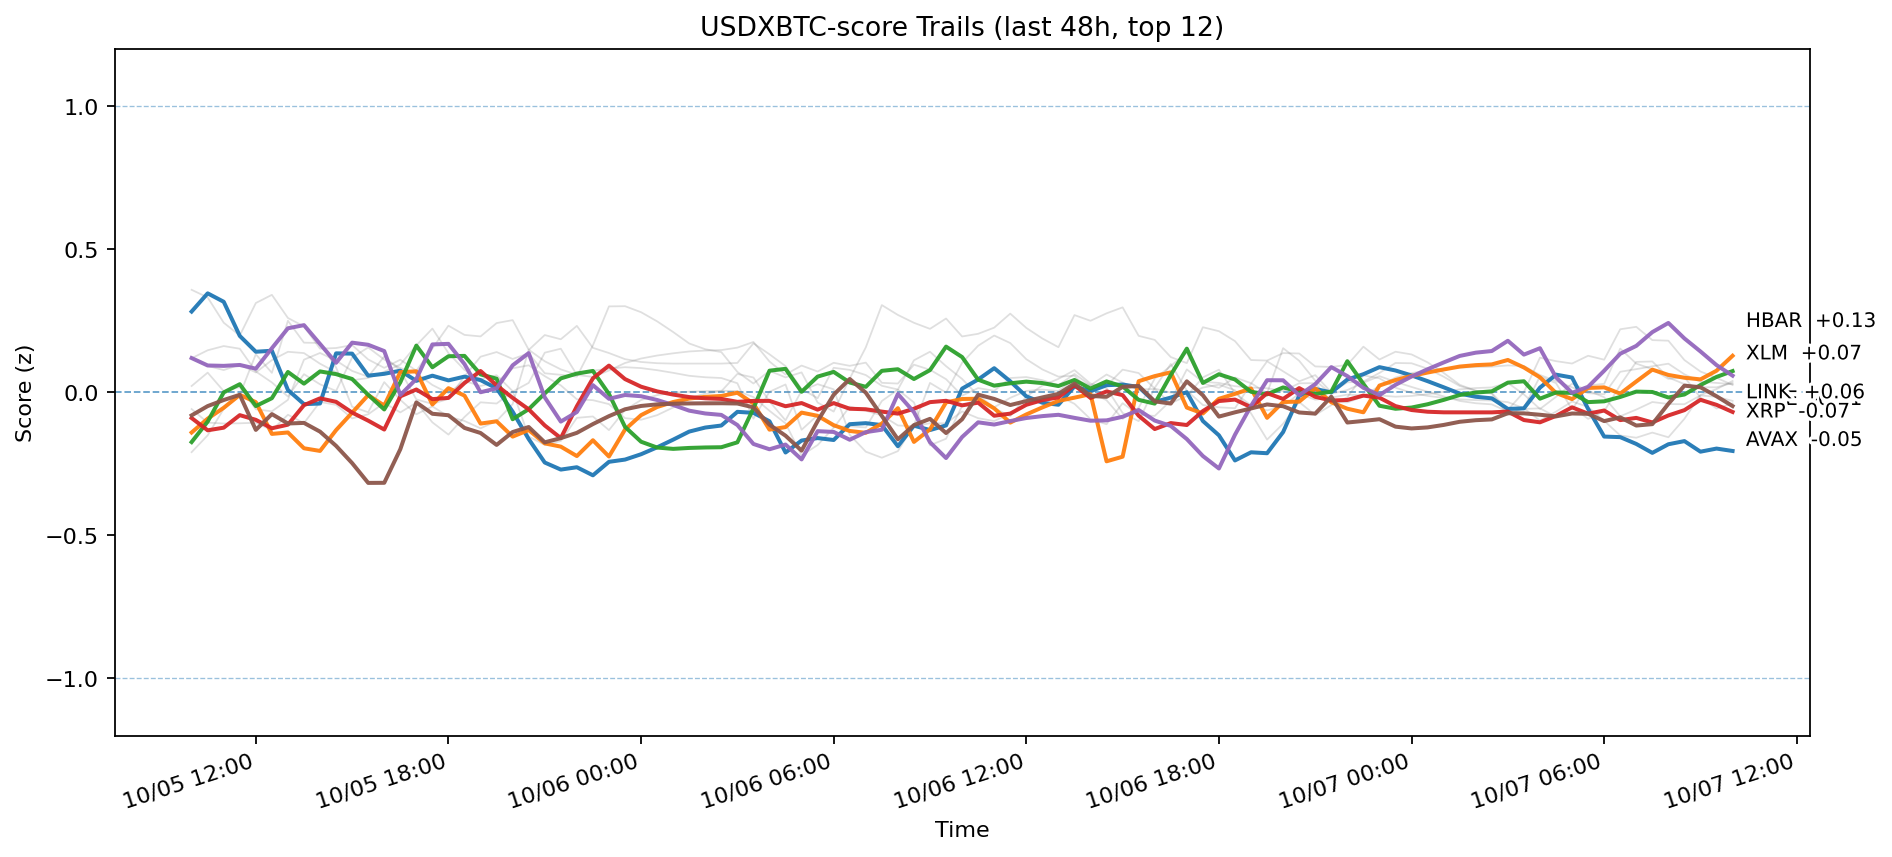 USDXBTC-score Trails (last 48h, top 12)
Score (z)
1.0
0.5
0.0
−0.5
−1.0
HBAR +0.13
XLM +0.07
LINK +0.06
XRP -0.07
AVAX -0.05
10/05 12:00
10/05 18:00
10/06 00:00
10/06 06:00
10/06 12:00
10/06 18:00
10/07 00:00
10/07 06:00
10/07 12:00
Time